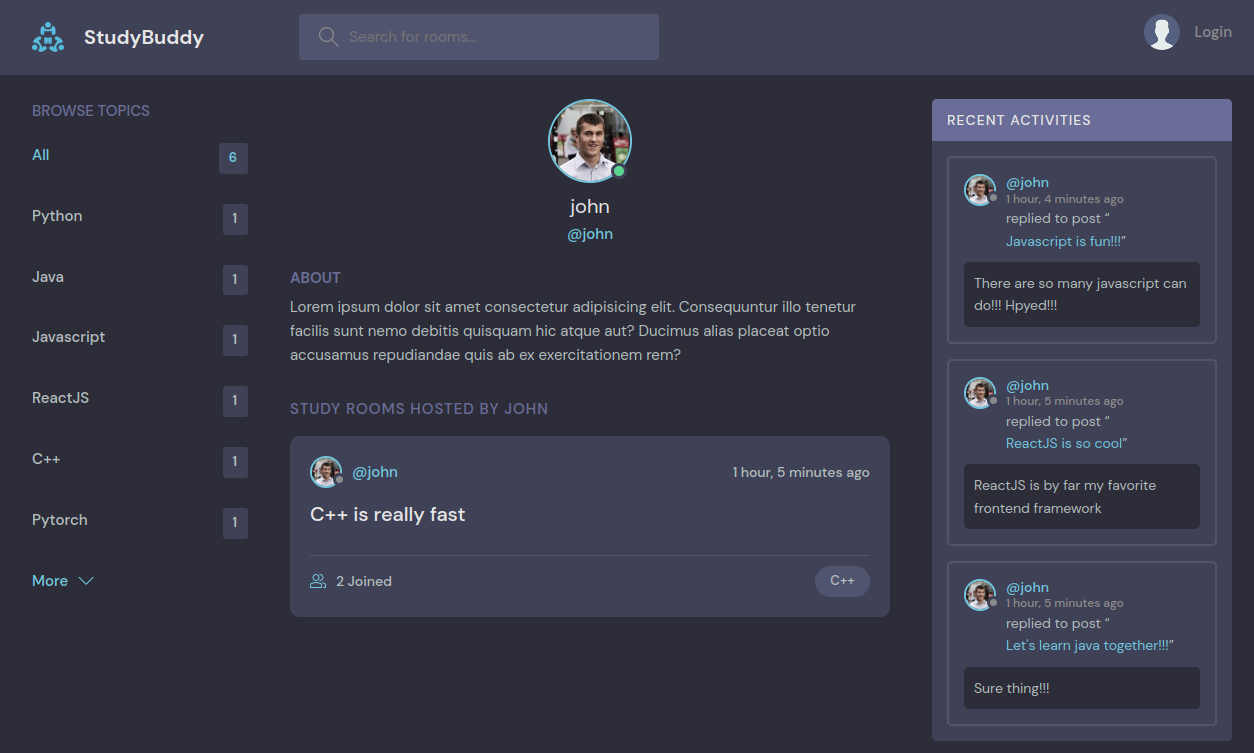 StudyBuddy
Search for rooms...
Login
BROWSE TOPICS
All 6
Python 1
Java 1
Javascript 1
ReactJS 1
C++ 1
Pytorch 1
More
john
@john
ABOUT
Lorem ipsum dolor sit amet consectetur adipisicing elit. Consequuntur illo tenetur
facilis sunt nemo debitis quisquam hic atque aut? Ducimus alias placeat optio
accusamus repudiandae quis ab ex exercitationem rem?
STUDY ROOMS HOSTED BY JOHN
@john 1 hour, 5 minutes ago
C++ is really fast
2 Joined C++
RECENT ACTIVITIES
@john
1 hour, 4 minutes ago
replied to post “
Javascript is fun!!!”
There are so many javascript can
do!!! Hpyed!!!
@john
1 hour, 5 minutes ago
replied to post “
ReactJS is so cool”
ReactJS is by far my favorite
frontend framework
@john
1 hour, 5 minutes ago
replied to post “
Let's learn java together!!!”
Sure thing!!!